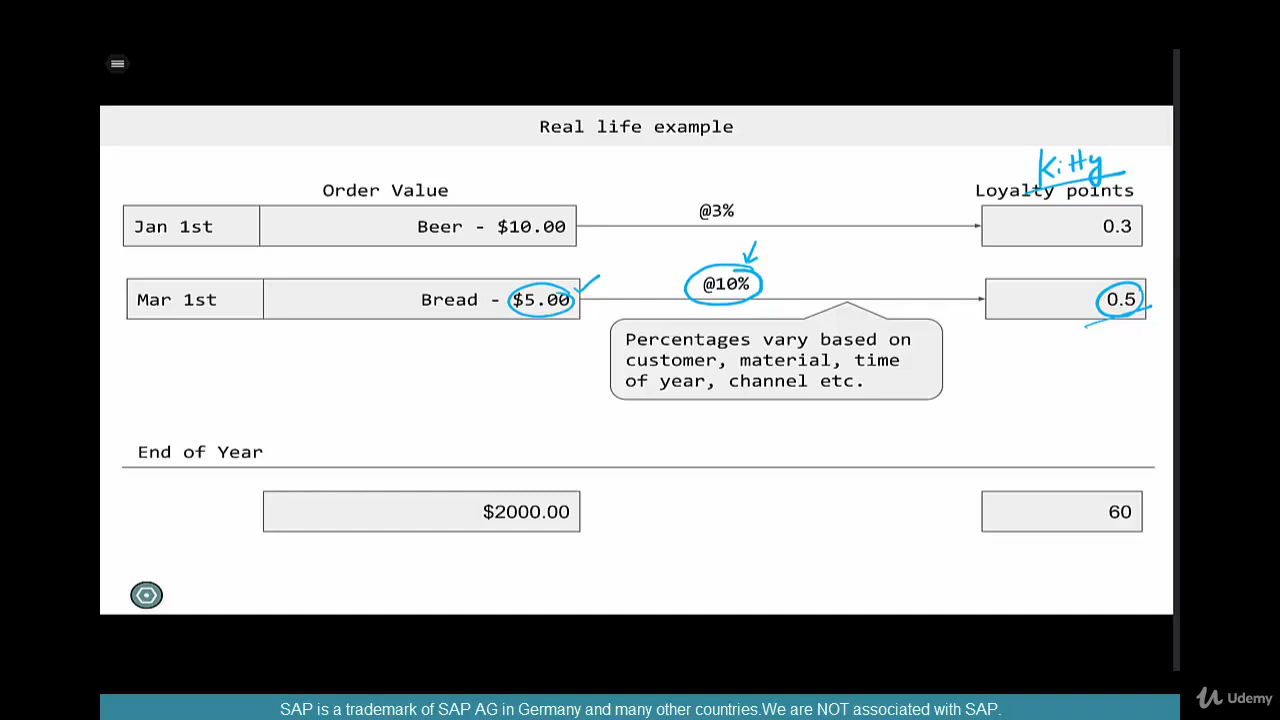 Real life example
Kitty
Order Value
Loyalty points
Jan 1st
Beer - $10.00
@3%
0.3
Mar 1st
Bread - $5.00
@10%
0.5
Percentages vary based on
customer, material, time
of year, channel etc.
End of Year
$2000.00
60
SAP is a trademark of SAP AG in Germany and many other countries.We are NOT associated with SAP.
Udemy